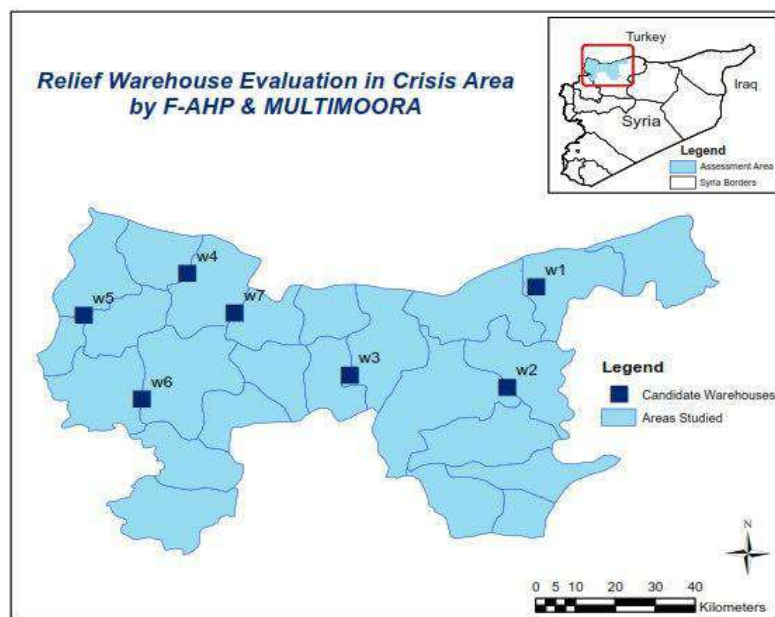 Relief Warehouse Evaluation in Crisis Area
by F-AHP & MULTIMOORA
Turkey
Iraq
Syria
Legend
Assessment Area
Syria Borders
w4
w1
w5
w7
w3
w2
w6
Legend
Candidate Warehouses
Areas Studied
N
0 5 10 20 30 40
Kilometers